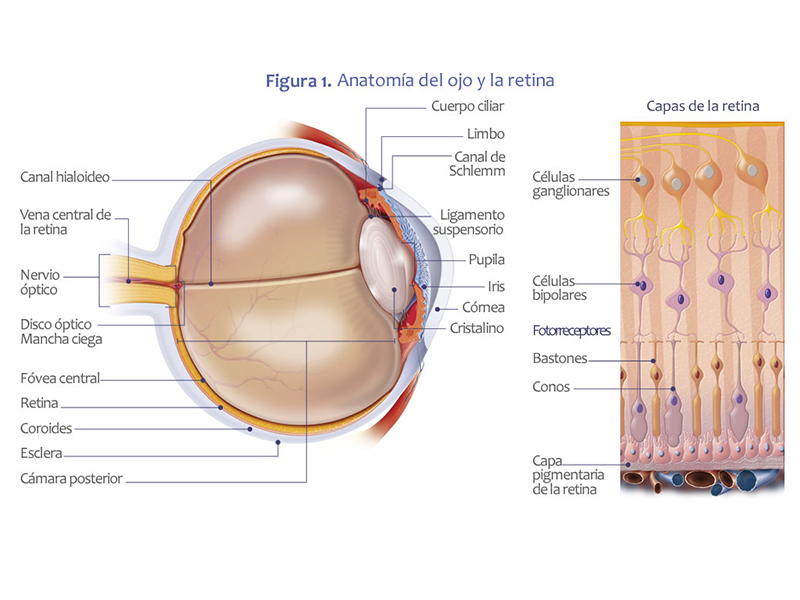 Figura 1. Anatomía del ojo y la retina
Cuerpo ciliar
Limbo
Canal de
Schlemm
Ligamento
suspensorio
Pupila
Iris
Córnea
Cristalino
Canal hialoideo
Vena central de
la retina
Nervio
óptico
Disco óptico
Mancha ciega
Fóvea central
Retina
Coroides
Esclera
Cámara posterior
Capas de la retina
Células
ganglionares
Células
bipolares
Fotorreceptores
Bastones
Conos
Capa
pigmentaria
de la retina